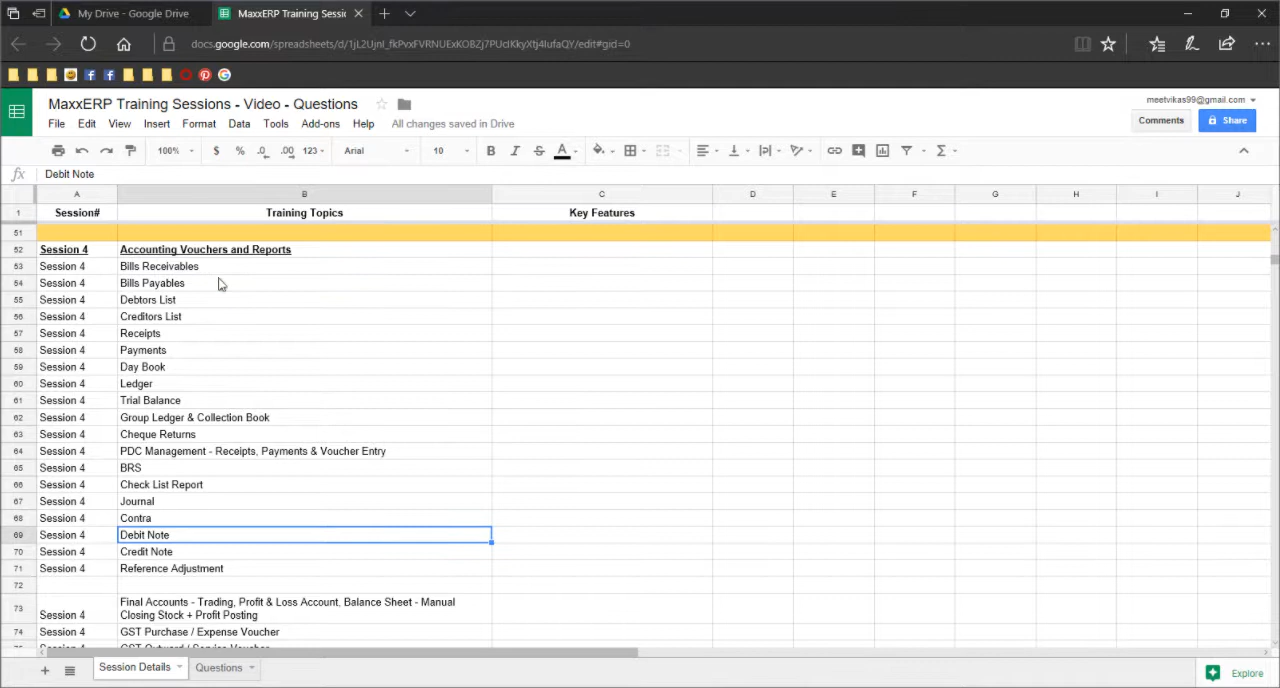 My Drive - Google Drive
MaxxERP Training Sessi
MaxxERP Training Sessions - Video - Questions
meetvikas99@gmail.com
File Edit View Insert Format Data Tools Add-ons Help All changes saved in Drive
Comments Share
100% $ % .0 .00 123 Arial 10 B I S A
fx Debit Note
A B C D E F G H I J
1 Session# Training Topics Key Features
51
52 Session 4 Accounting Vouchers and Reports
53 Session 4 Bills Receivables
54 Session 4 Bills Payables
55 Session 4 Debtors List
56 Session 4 Creditors List
57 Session 4 Receipts
58 Session 4 Payments
59 Session 4 Day Book
60 Session 4 Ledger
61 Session 4 Trial Balance
62 Session 4 Group Ledger & Collection Book
63 Session 4 Cheque Returns
64 Session 4 PDC Management - Receipts, Payments & Voucher Entry
65 Session 4 BRS
66 Session 4 Check List Report
67 Session 4 Journal
68 Session 4 Contra
69 Session 4 Debit Note
70 Session 4 Credit Note
71 Session 4 Reference Adjustment
72
Final Accounts - Trading, Profit & Loss Account, Balance Sheet - Manual
73 Session 4 Closing Stock + Profit Posting
74 Session 4 GST Purchase / Expense Voucher
Session Details Questions
Explore